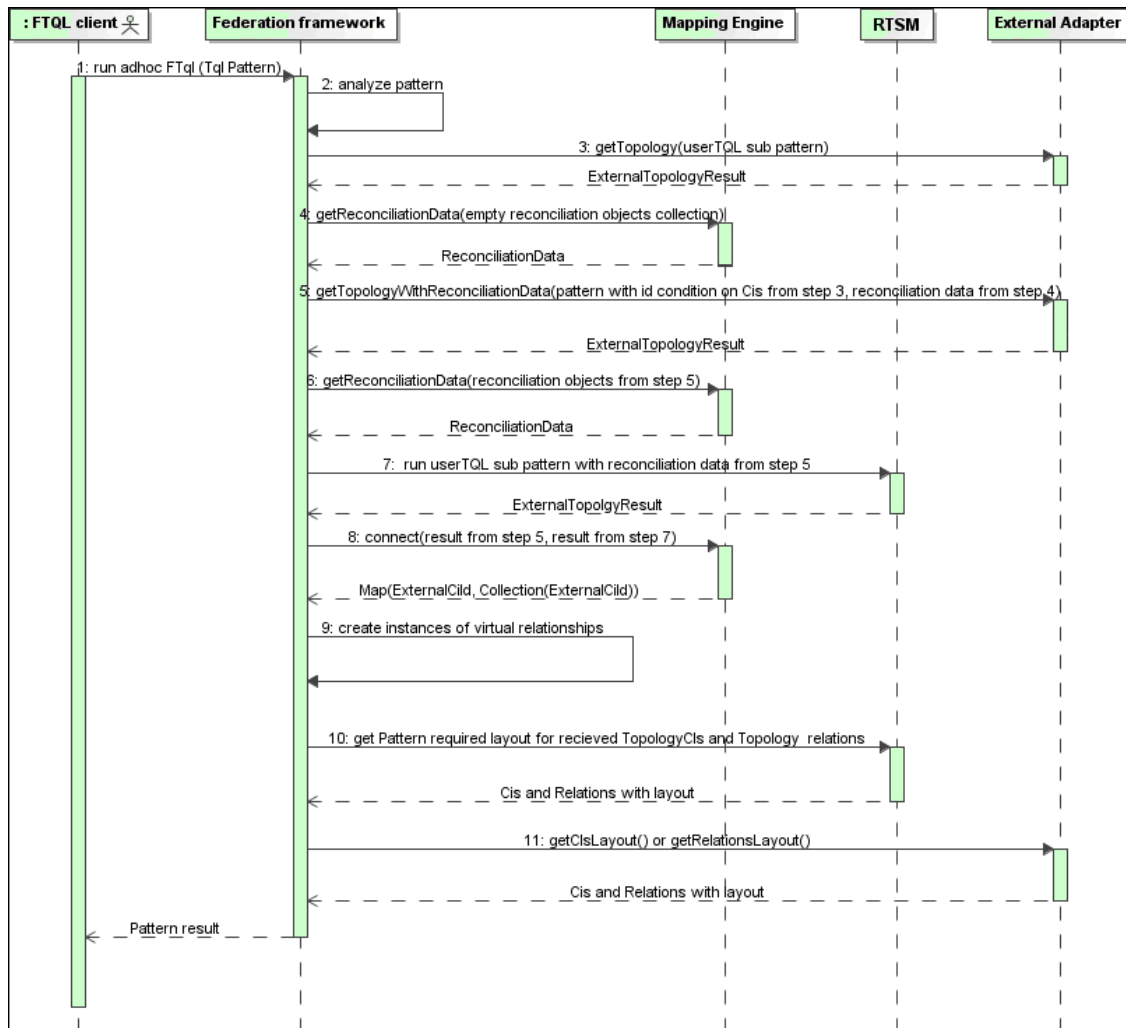 : FTQL client
Federation framework
Mapping Engine
RTSM
External Adapter
1: run adhoc FTql (Tql Pattern)
2: analyze pattern
3: getTopology(userTQL sub pattern)
ExternalTopologyResult
4: getReconciliationData(empty reconciliation objects collection)
ReconciliationData
5: getTopologyWithReconciliationData(pattern with id condition on Cis from step 3, reconciliation data from step 4)
ExternalTopologyResult
6: getReconciliationData(reconciliation objects from step 5)
ReconciliationData
7: run userTQL sub pattern with reconciliation data from step 5
ExternalTopolgyResult
8: connect(result from step 5, result from step 7)
Map(ExternalCiId, Collection(ExternalCiId))
9: create instances of virtual relationships
10: get Pattern required layout for recieved TopologyCIs and Topology relations
Cis and Relations with layout
11: getCIsLayout() or getRelationsLayout()
Cis and Relations with layout
Pattern result